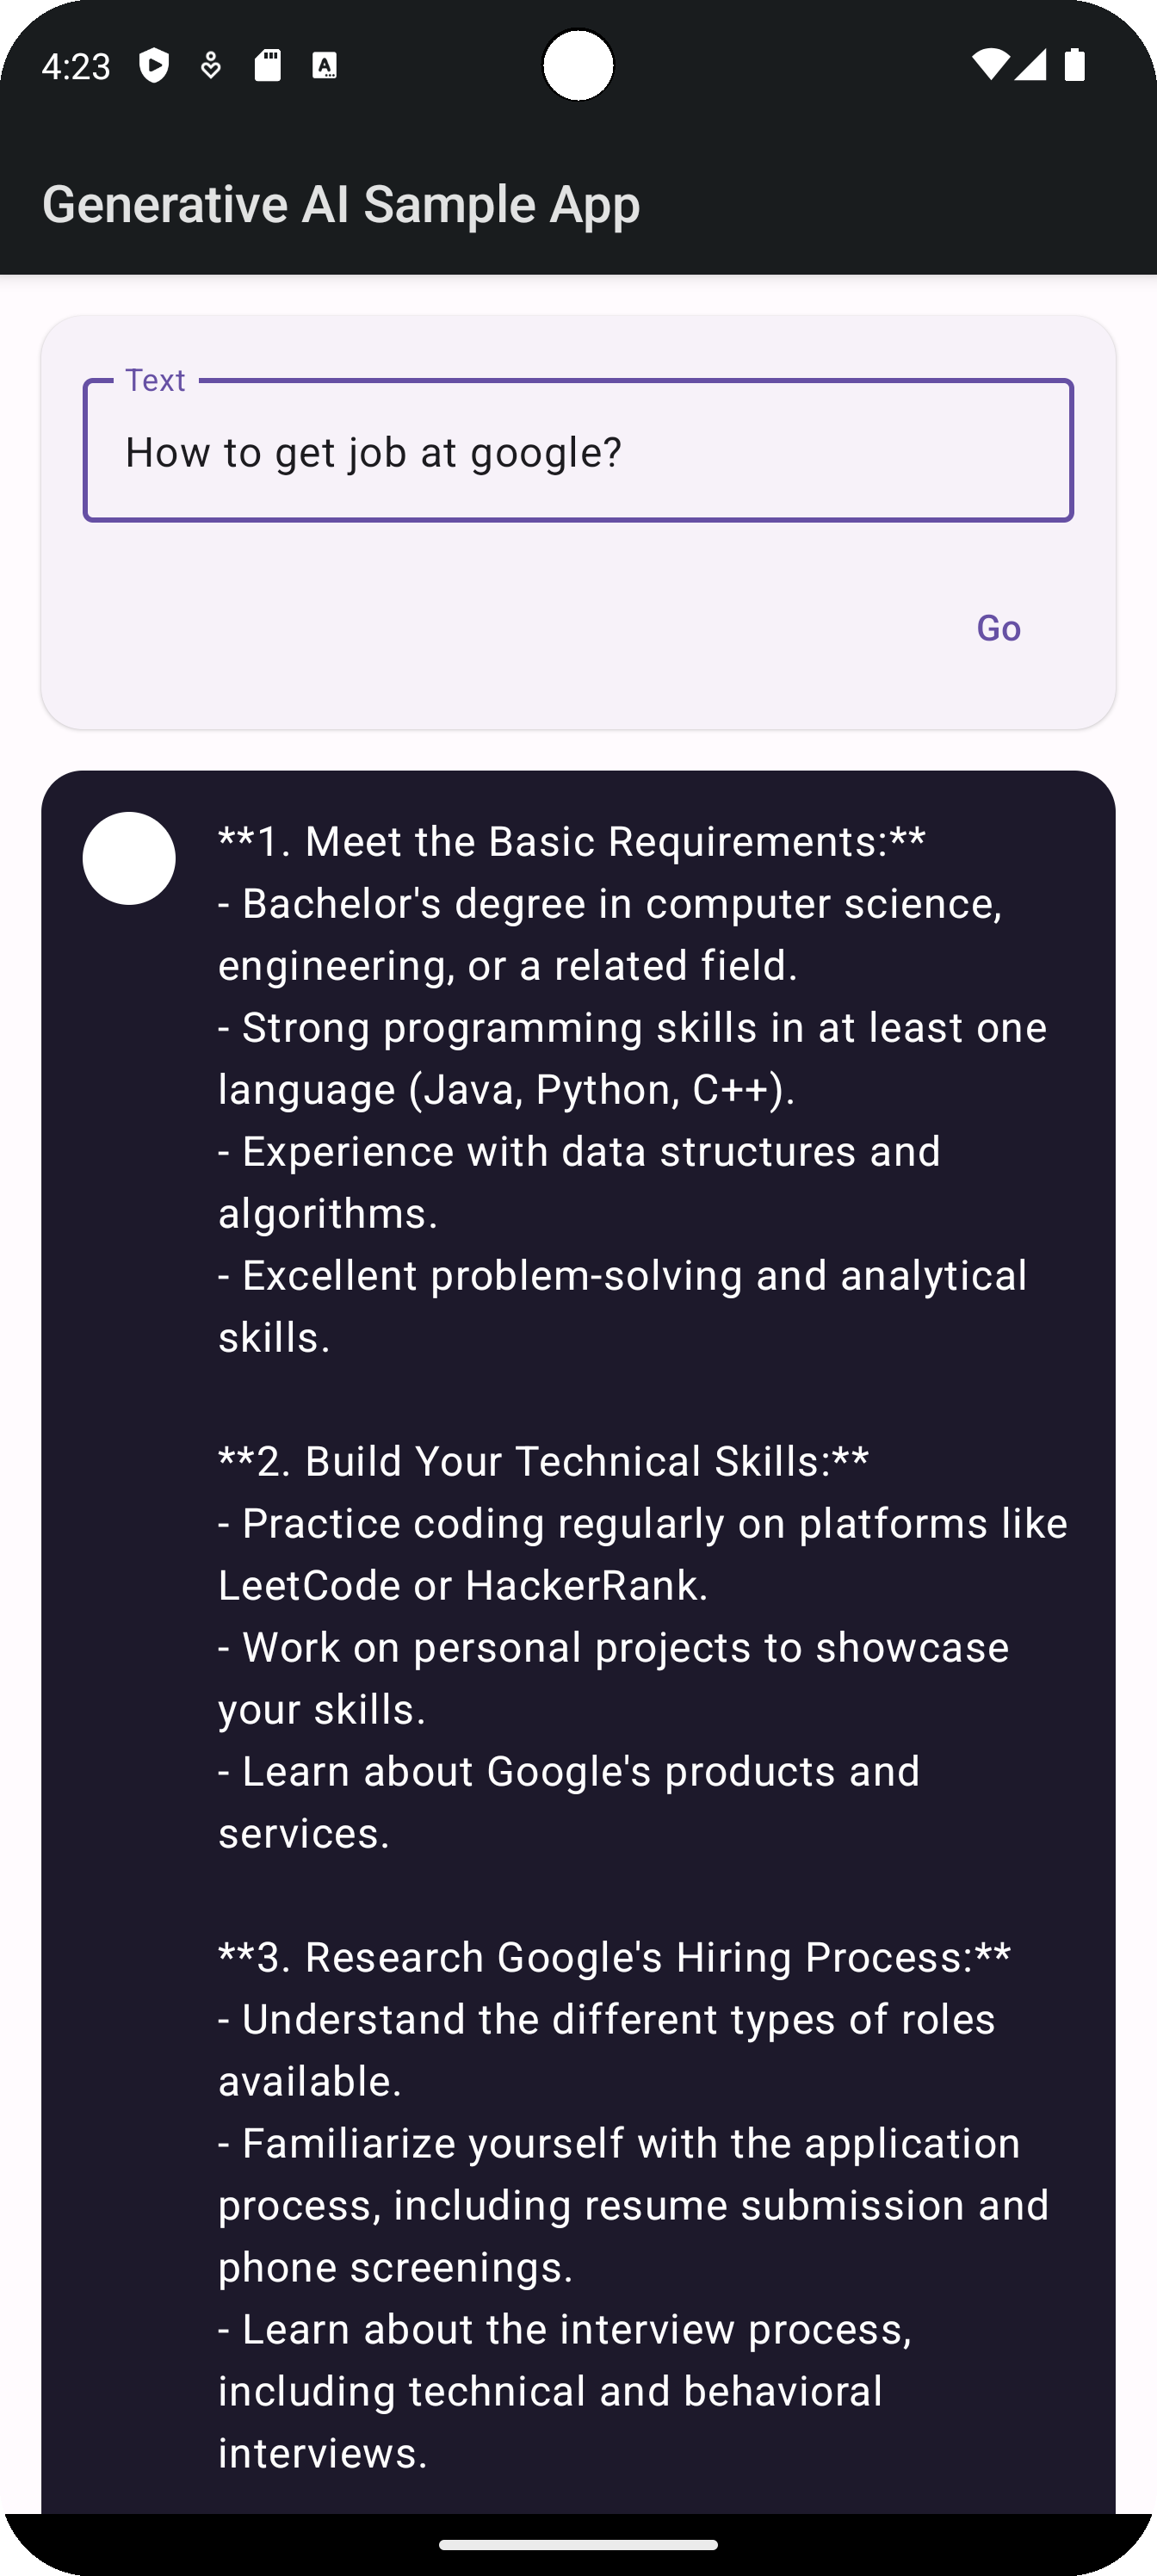 4:23
Generative AI Sample App
Text
How to get job at google?
Go
**1. Meet the Basic Requirements:**
- Bachelor's degree in computer science,
engineering, or a related field.
- Strong programming skills in at least one
language (Java, Python, C++).
- Experience with data structures and
algorithms.
- Excellent problem-solving and analytical
skills.
**2. Build Your Technical Skills:**
- Practice coding regularly on platforms like
LeetCode or HackerRank.
- Work on personal projects to showcase
your skills.
- Learn about Google's products and
services.
**3. Research Google's Hiring Process:**
- Understand the different types of roles
available.
- Familiarize yourself with the application
process, including resume submission and
phone screenings.
- Learn about the interview process,
including technical and behavioral
interviews.